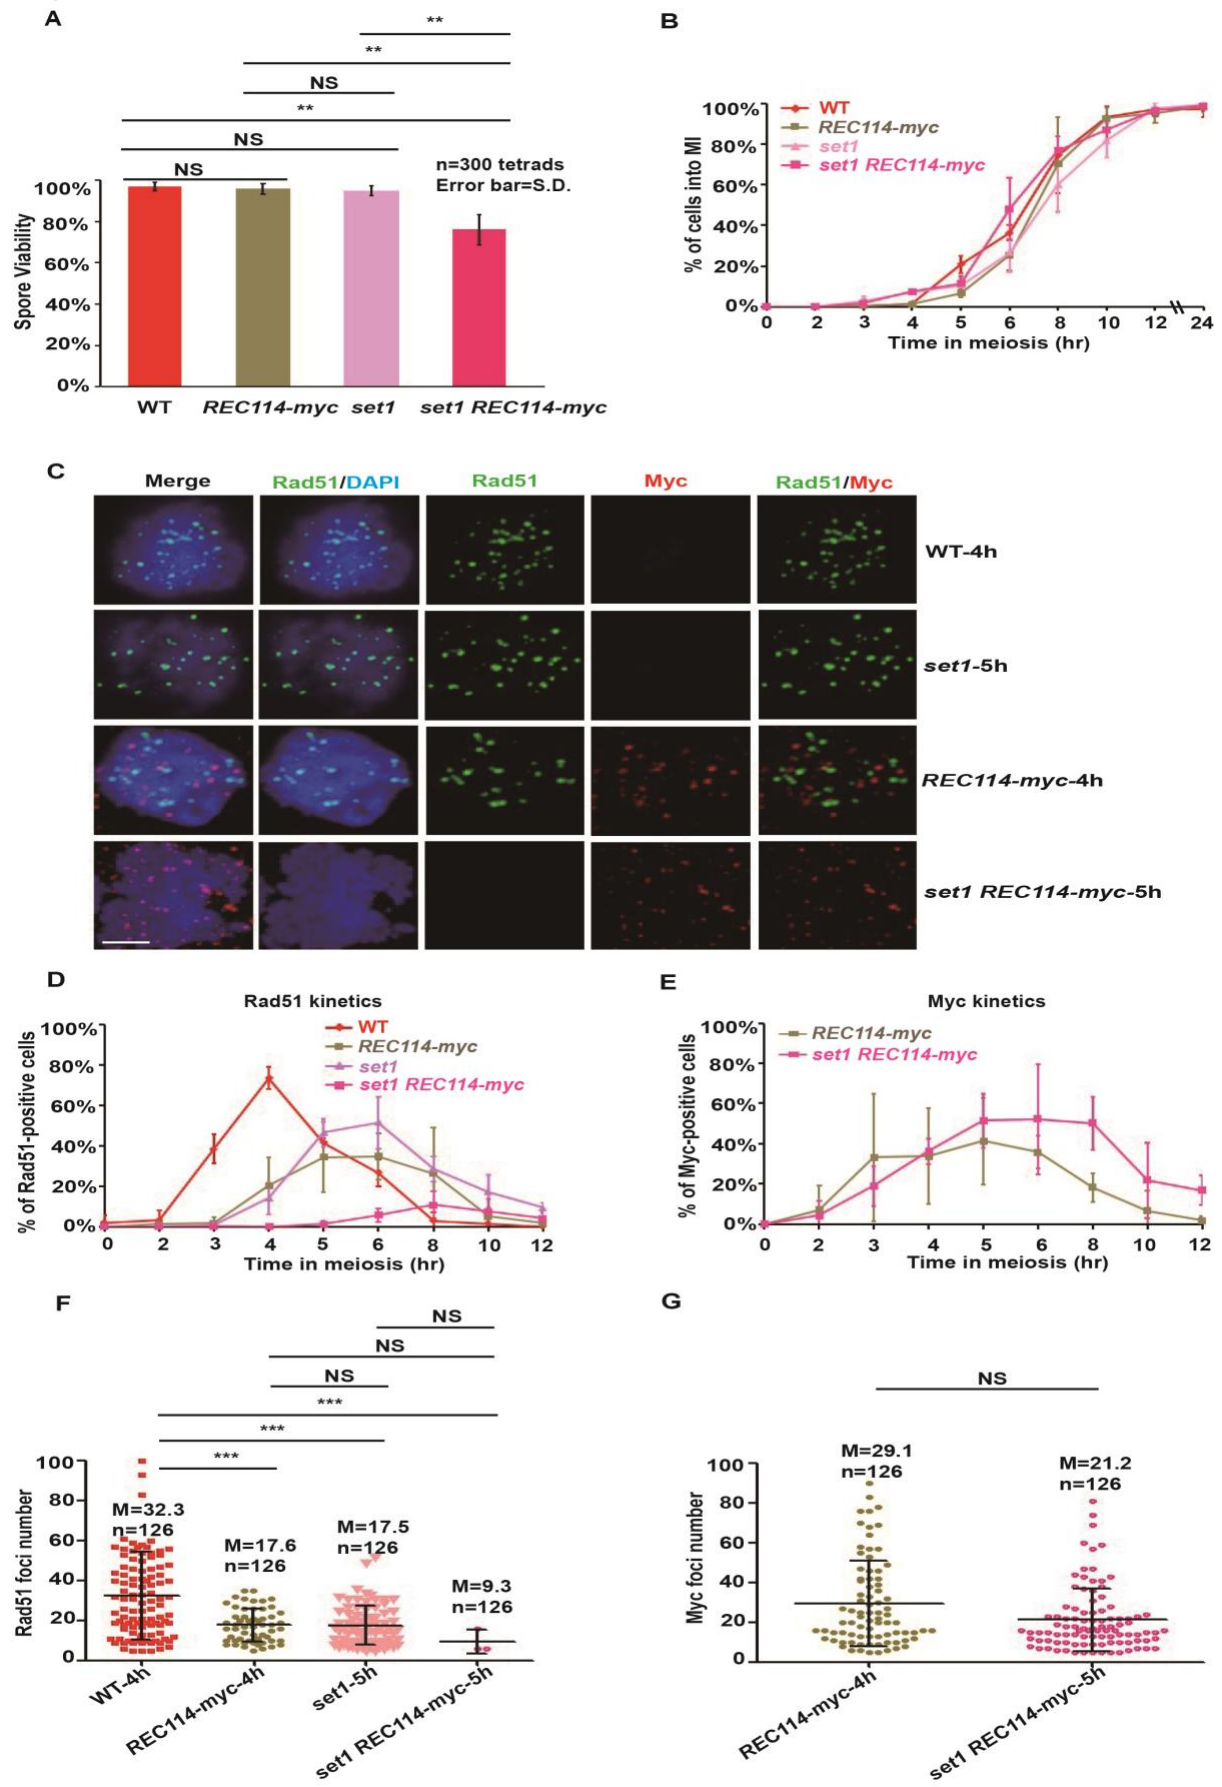 A
**
**
NS
**
NS
NS
n=300 tetrads
Error bar=S.D.
100%
80%
60%
40%
20%
0%
Spore Viability
WT
REC114-myc
set1
set1 REC114-myc
B
WT
REC114-myc
set1
set1 REC114-myc
100%
80%
60%
40%
20%
0%
% of cells into MI
0 2 3 4 5 6 8 10 12 24
Time in meiosis (hr)
C
Merge
Rad51/DAPI
Rad51
Myc
Rad51/Myc
WT-4h
set1-5h
REC114-myc-4h
set1 REC114-myc-5h
D
Rad51 kinetics
WT
REC114-myc
set1
set1 REC114-myc
100%
80%
60%
40%
20%
0%
% of Rad51-positive cells
0 2 3 4 5 6 8 10 12
Time in meiosis (hr)
E
Myc kinetics
REC114-myc
set1 REC114-myc
100%
80%
60%
40%
20%
0%
% of Myc-positive cells
0 2 3 4 5 6 8 10 12
Time in meiosis (hr)
F
NS
NS
NS
***
***
***
100
80
60
40
20
0
Rad51 foci number
M=32.3
n=126
M=17.6
n=126
M=17.5
n=126
M=9.3
n=126
WT-4h
REC114-myc-4h
set1-5h
set1 REC114-myc-5h
G
NS
M=29.1
n=126
M=21.2
n=126
100
80
60
40
20
0
Myc foci number
REC114-myc-4h
set1 REC114-myc-5h